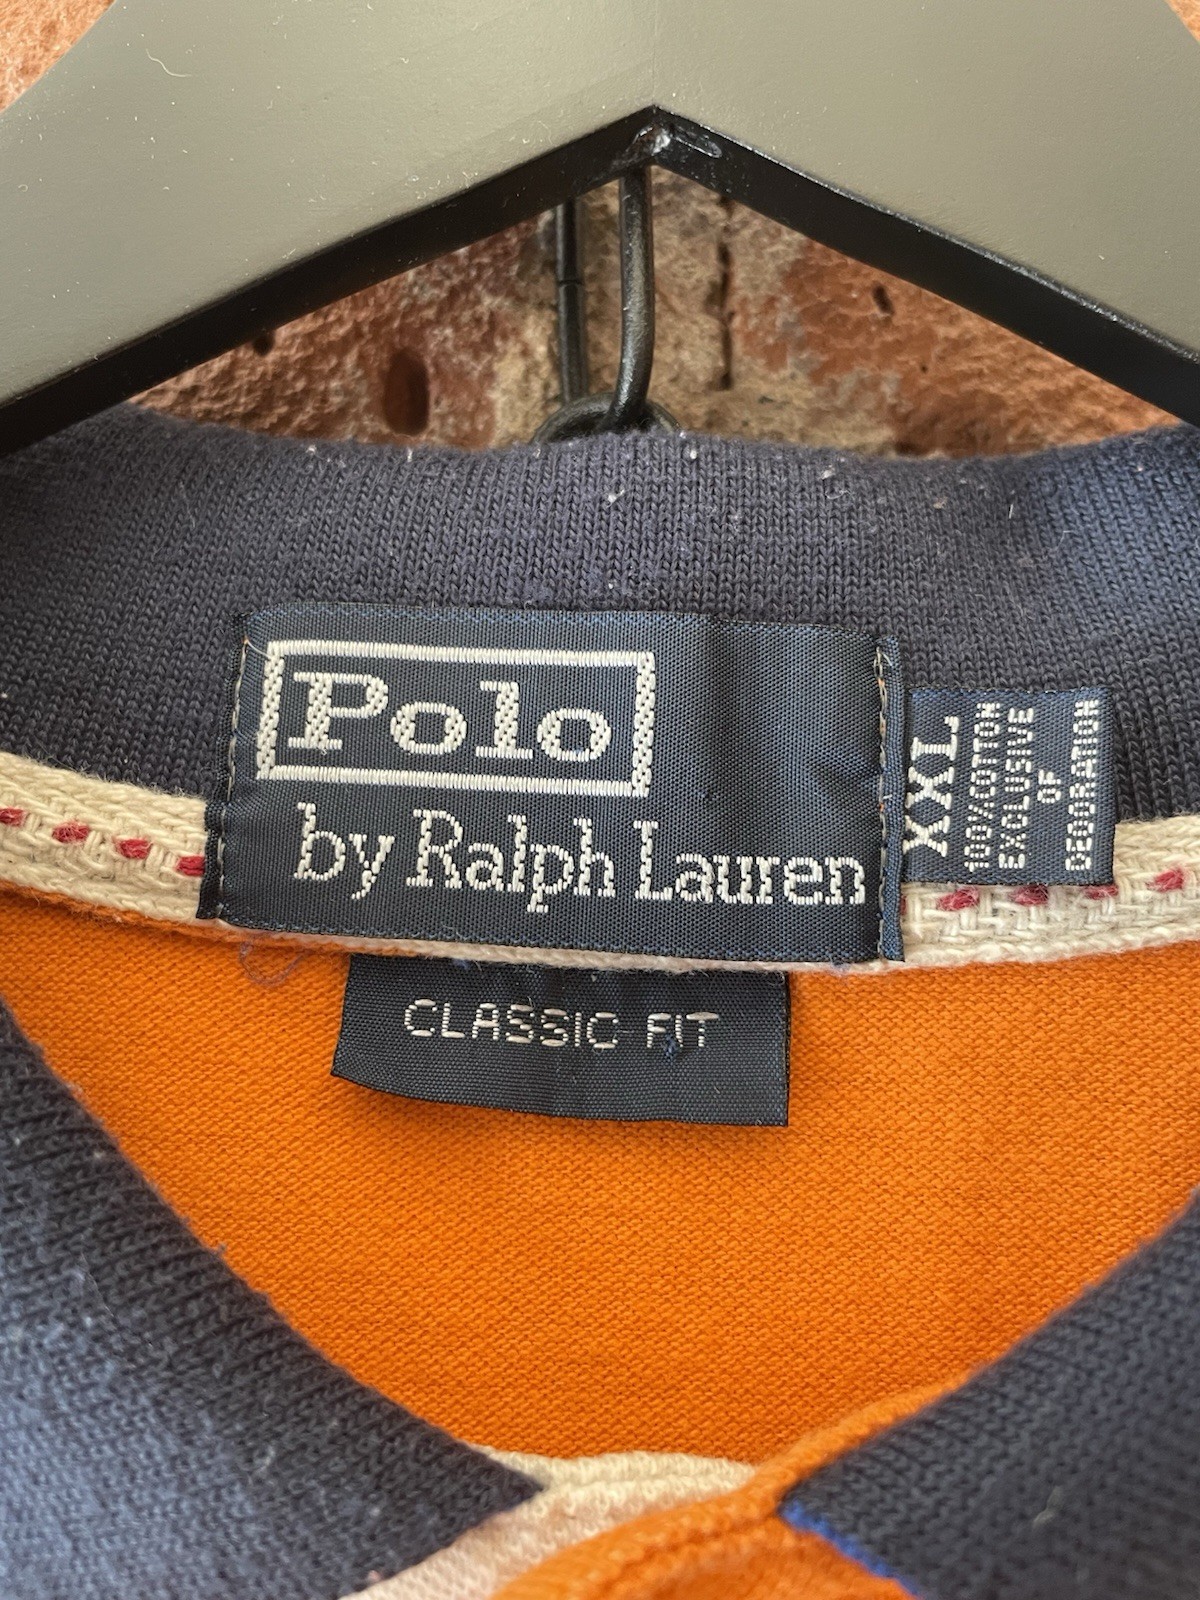 Polo
by Ralph Lauren
XXL
100%COTTON
EXCLUSIVE
OF
DECORATION
CLASSIC FIT